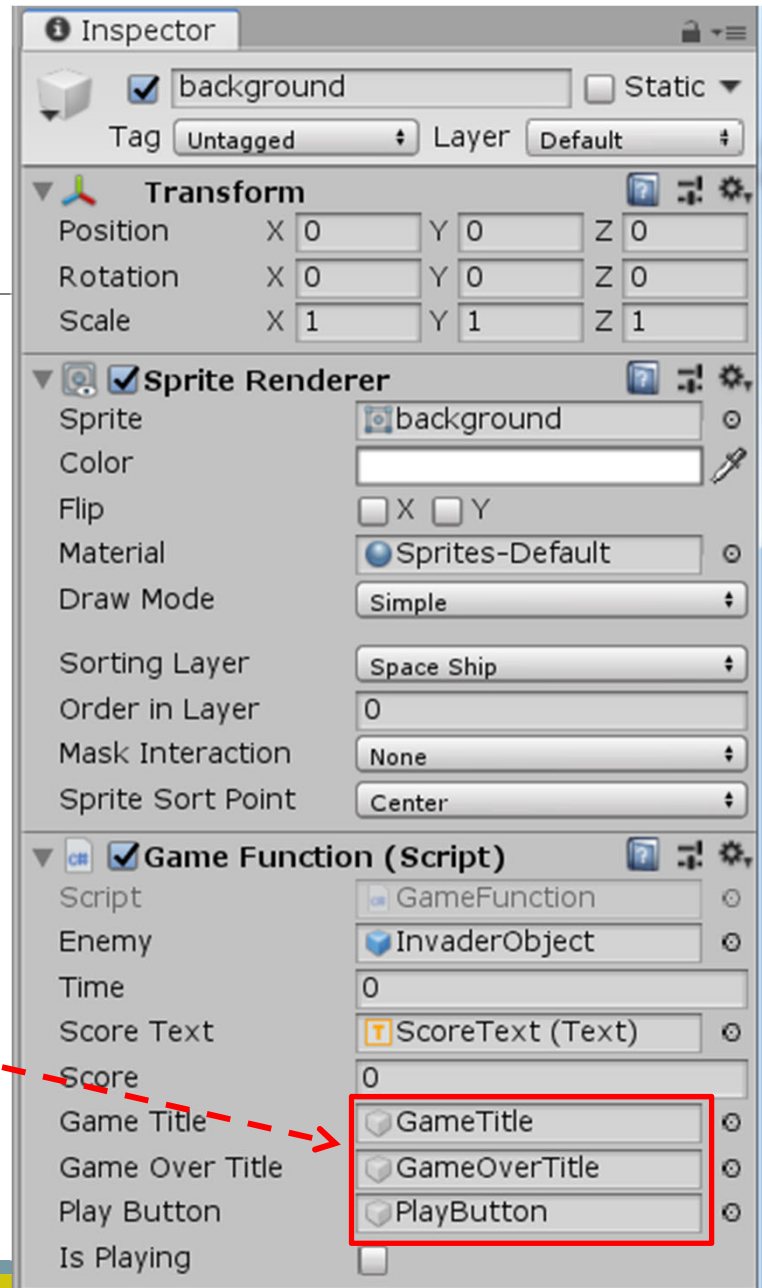 Inspector
background Static
Tag Untagged Layer Default
Transform
Position X 0 Y 0 Z 0
Rotation X 0 Y 0 Z 0
Scale X 1 Y 1 Z 1
Sprite Renderer
Sprite background
Color
Flip X Y
Material Sprites-Default
Draw Mode Simple
Sorting Layer Space Ship
Order in Layer 0
Mask Interaction None
Sprite Sort Point Center
c# Game Function (Script)
Script GameFunction
Enemy InvaderObject
Time 0
Score Text T ScoreText (Text)
Score 0
Game Title GameTitle
Game Over Title GameOverTitle
Play Button PlayButton
Is Playing